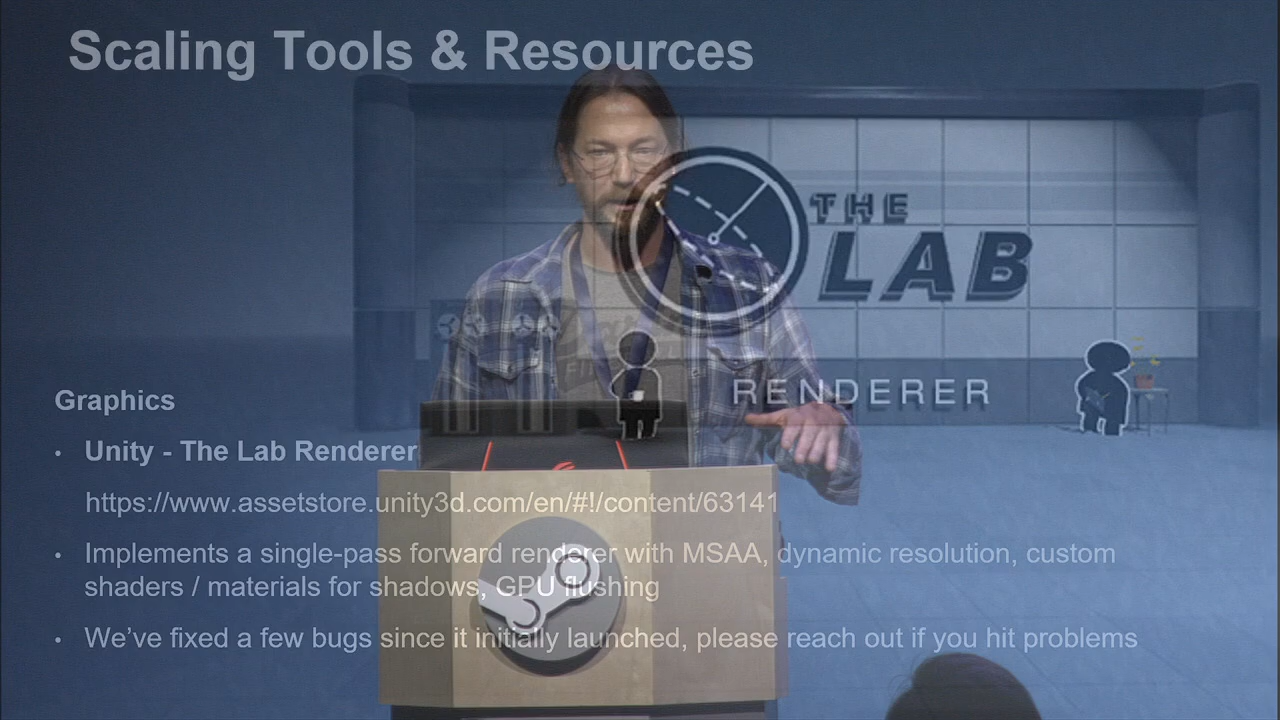 Scaling Tools & Resources
THE
LAB
RENDERER
Graphics
• Unity - The Lab Renderer
https://www.assetstore.unity3d.com/en/#!/content/63141
• Implements a single-pass forward renderer with MSAA, dynamic resolution, custom
shaders / materials for shadows, GPU flushing
• We’ve fixed a few bugs since it initially launched, please reach out if you hit problems